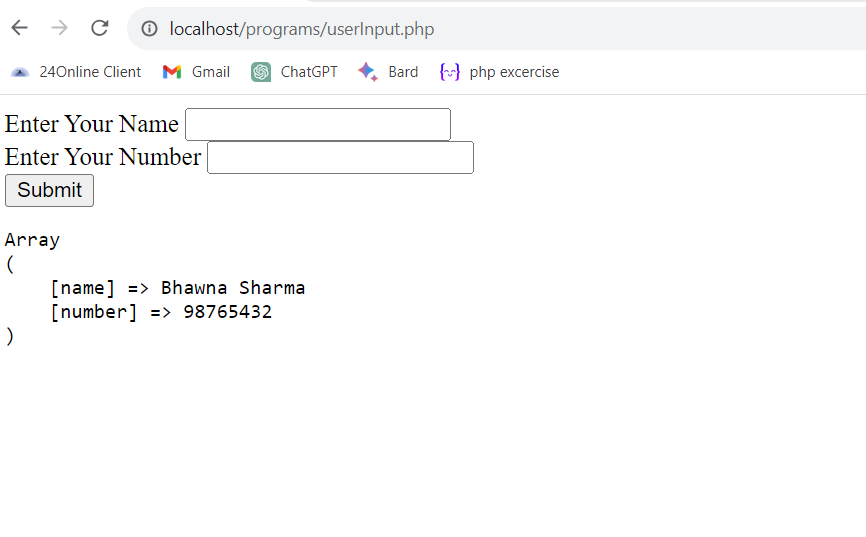 localhost/programs/userInput.php
24Online Client Gmail ChatGPT Bard php excercise
Enter Your Name
Enter Your Number
Submit
Array
(
    [name] => Bhawna Sharma
    [number] => 98765432
)